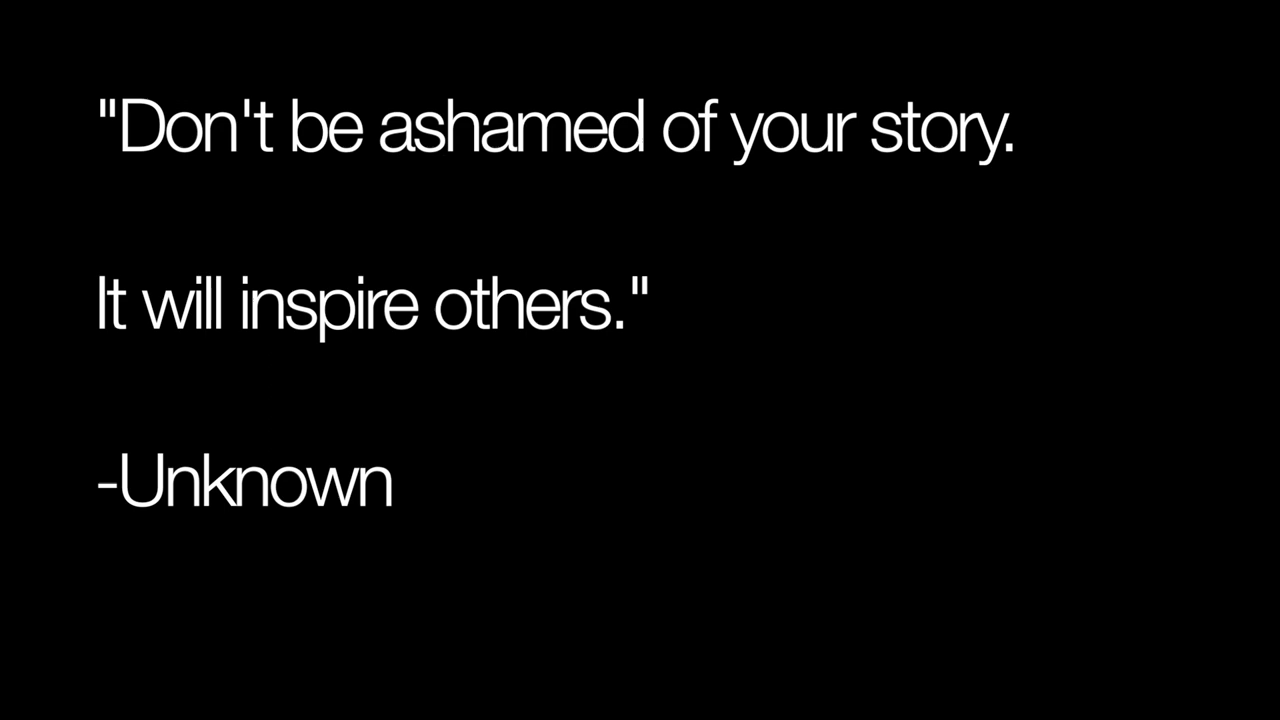 "Don't be ashamed of your story.
It will inspire others."
-Unknown